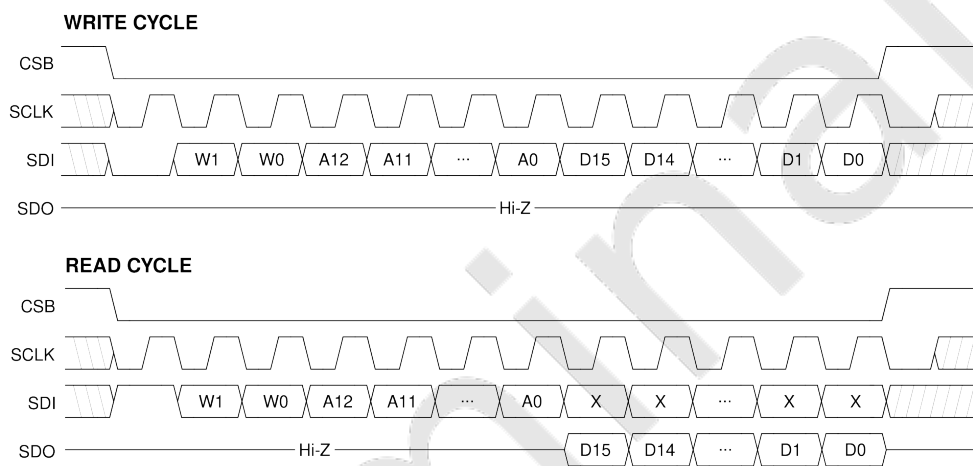 WRITE CYCLE
CSB
SCLK
SDI W1 W0 A12 A11 ... A0 D15 D14 ... D1 D0
SDO Hi-Z
READ CYCLE
CSB
SCLK
SDI W1 W0 A12 A11 ... A0 X X ... X X
SDO Hi-Z D15 D14 ... D1 D0